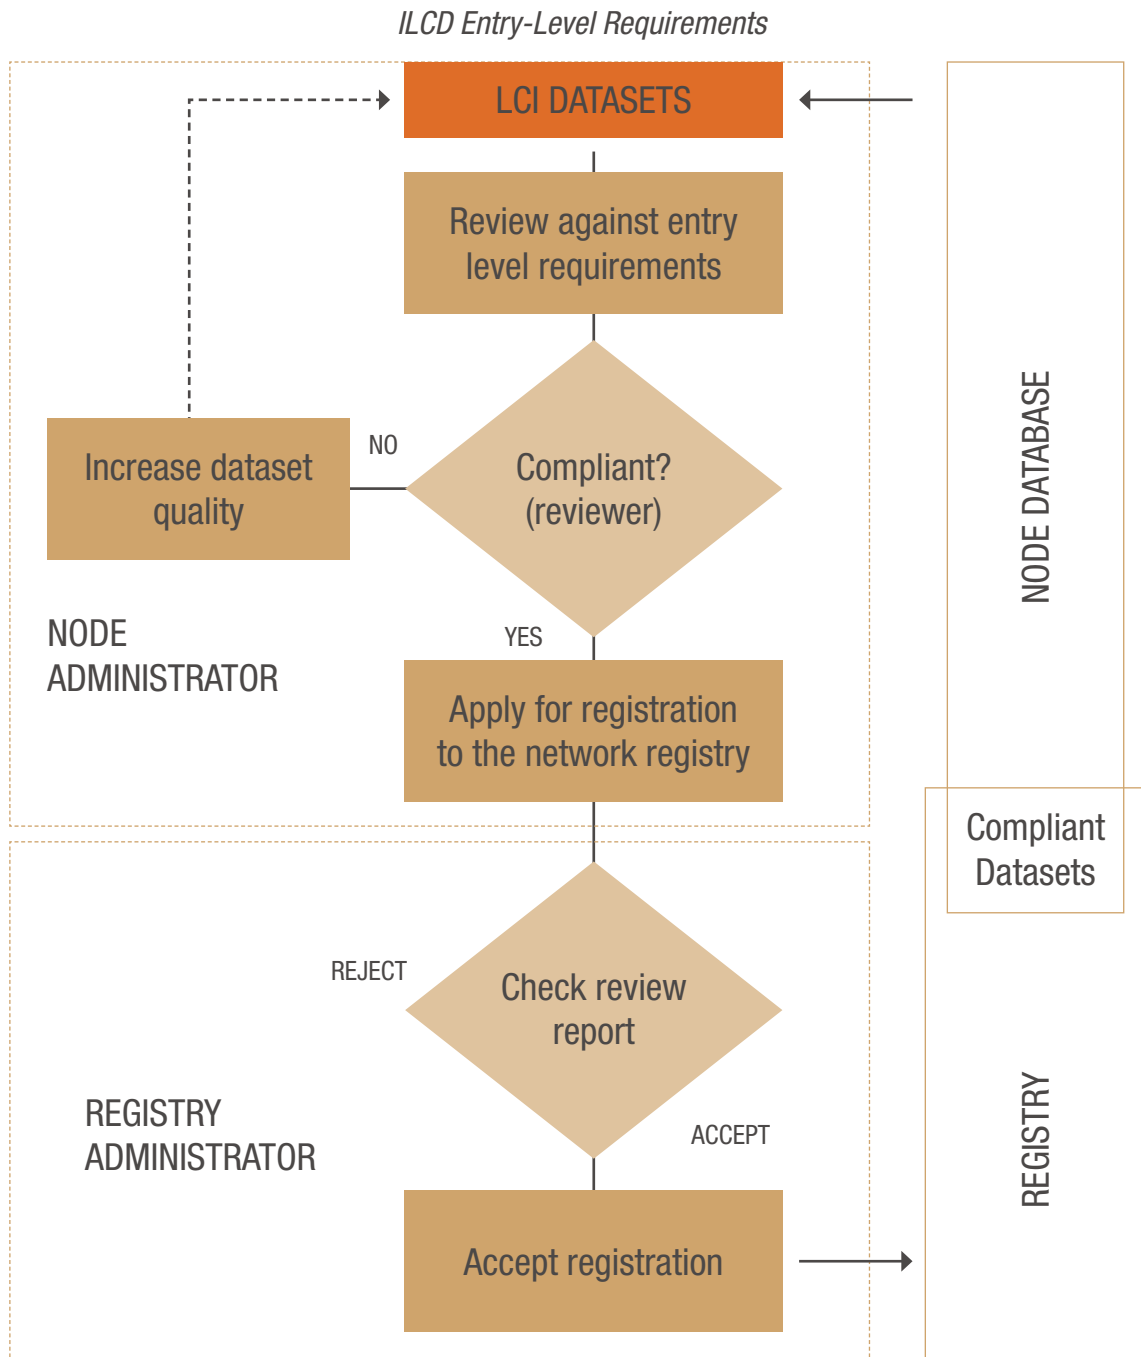 ILCD Entry-Level Requirements
LCI DATASETS
Review against entry
level requirements
NO
Increase dataset
quality
Compliant?
(reviewer)
NODE DATABASE
NODE
ADMINISTRATOR
YES
Apply for registration
to the network registry
Compliant
Datasets
REJECT
Check review
report
REGISTRY
ADMINISTRATOR
ACCEPT
REGISTRY
Accept registration